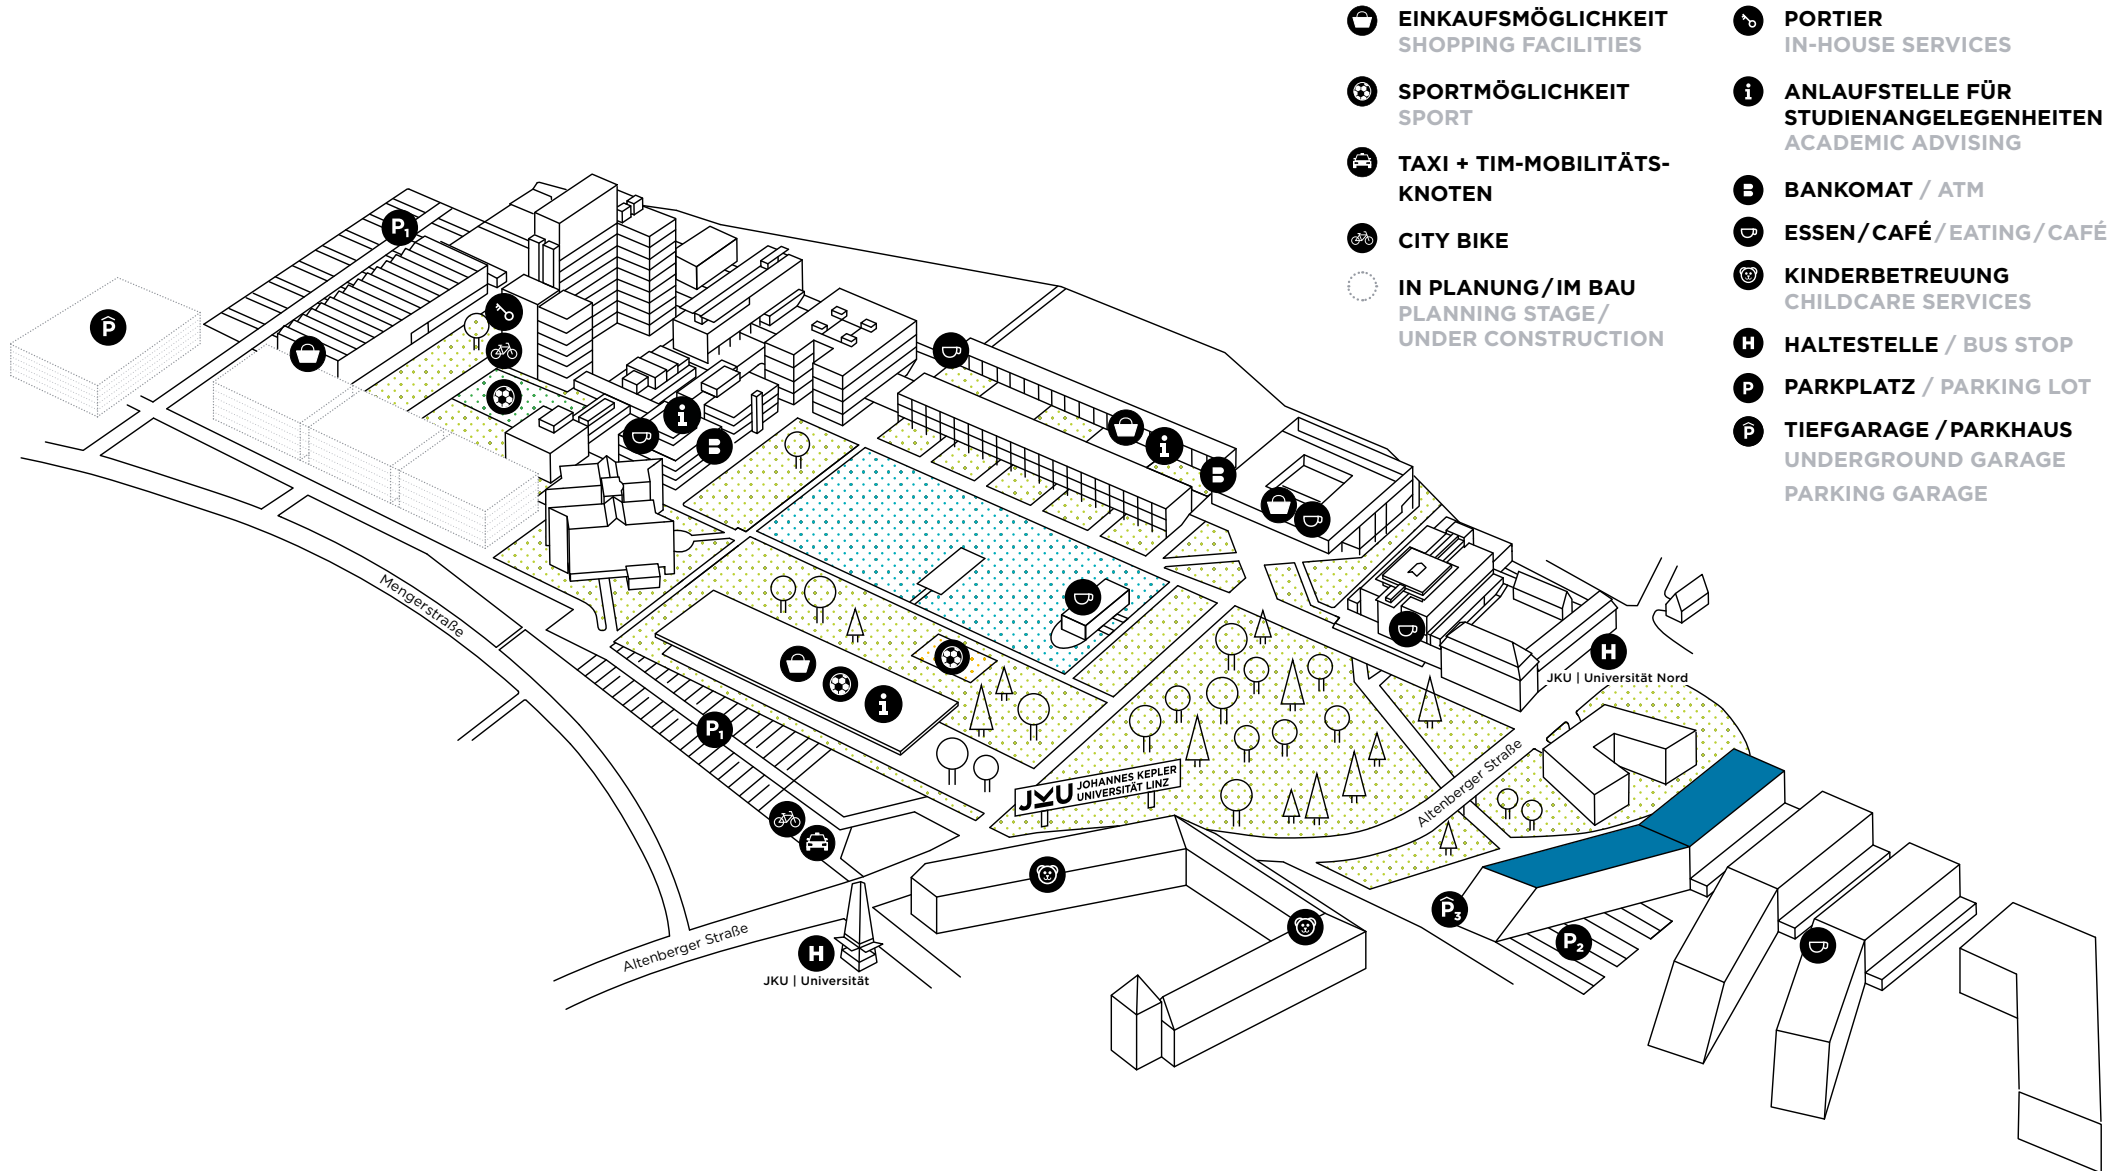 EINKAUFSMÖGLICHKEIT
SHOPPING FACILITIES
SPORTMÖGLICHKEIT
SPORT
TAXI + TIM-MOBILITÄTS-
KNOTEN
CITY BIKE
IN PLANUNG / IM BAU
PLANNING STAGE /
UNDER CONSTRUCTION
PORTIER
IN-HOUSE SERVICES
i
ANLAUFSTELLE FÜR
STUDIENANGELEGENHEITEN
ACADEMIC ADVISING
B
BANKOMAT / ATM
ESSEN / CAFÉ / EATING / CAFÉ
KINDERBETREUUNG
CHILDCARE SERVICES
H
HALTESTELLE / BUS STOP
P
PARKPLATZ / PARKING LOT
P
TIEFGARAGE / PARKHAUS
UNDERGROUND GARAGE
PARKING GARAGE
P1
P
i
B
i
B
Mengerstraße
i
P1
H
JKU | Universität Nord
JKU JOHANNES KEPLER
UNIVERSITÄT LINZ
Altenberger Straße
P3
P2
Altenberger Straße
H
JKU | Universität